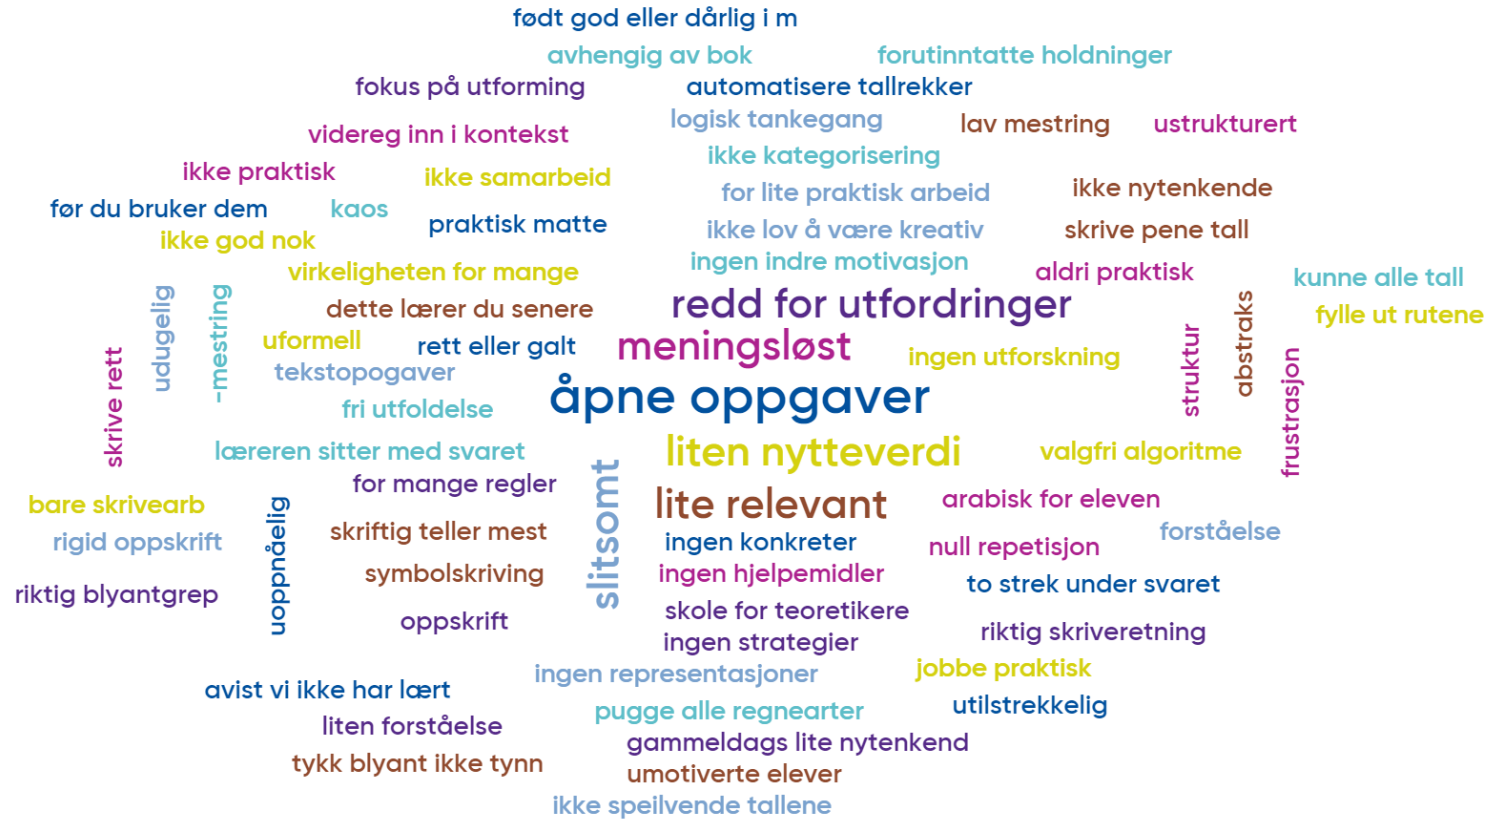 født god eller dårlig i m
avhengig av bok
forutinntatte holdninger
fokus på utforming
automatisere tallrekker
logisk tankegang
lav mestring
ustrukturert
videreg inn i kontekst
ikke kategorisering
ikke praktisk
ikke samarbeid
for lite praktisk arbeid
ikke nytenkende
før du bruker dem
kaos
praktisk matte
ikke lov å være kreativ
skrive pene tall
ikke god nok
ingen indre motivasjon
virkeligheten for mange
aldri praktisk
kunne alle tall
dette lærer du senere
redd for utfordringer
fylle ut rutene
udugelig
-mestring
uformell
rett eller galt
meningsløst
ingen utforskning
struktur
abstraks
skrive rett
tekstopogaver
frustrasjon
fri utfoldelse
åpne oppgaver
læreren sitter med svaret
liten nytteverdi
valgfri algoritme
for mange regler
bare skrivearb
lite relevant
arabisk for eleven
slitsomt
rigid oppskrift
uoppnåelig
skriftig teller mest
ingen konkreter
null repetisjon
forståelse
symbolskriving
ingen hjelpemidler
to strek under svaret
riktig blyantgrep
oppskrift
skole for teoretikere
riktig skriveretning
ingen strategier
ingen representasjoner
jobbe praktisk
avist vi ikke har lært
pugge alle regnearter
utilstrekkelig
liten forståelse
gammeldags lite nytenkend
tykk blyant ikke tynn
umotiverte elever
ikke speilvende tallene